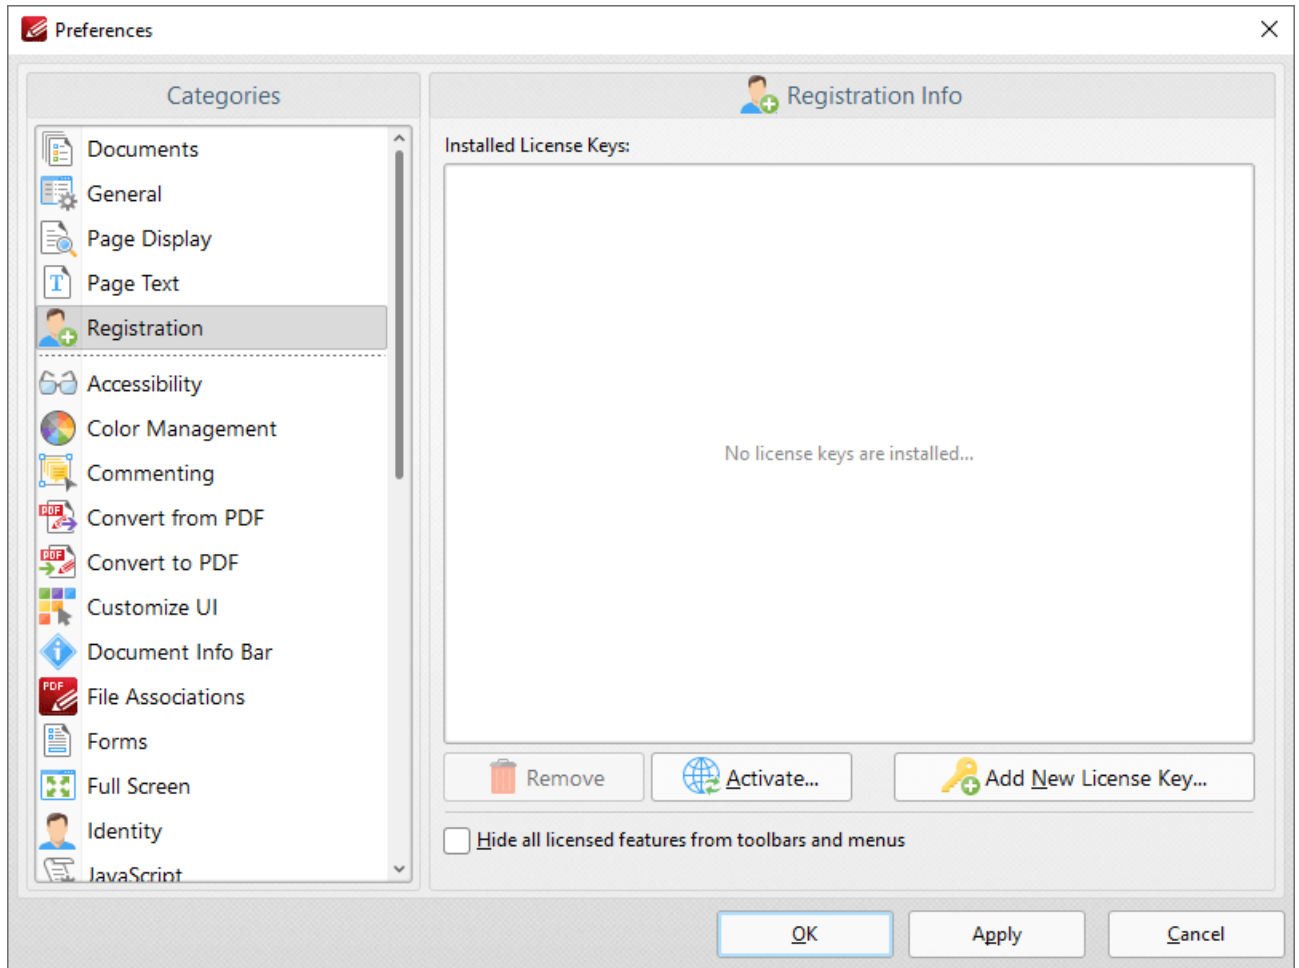 Preferences
Categories
Documents
General
Page Display
Page Text
Registration
Accessibility
Color Management
Commenting
Convert from PDF
Convert to PDF
Customize UI
Document Info Bar
File Associations
Forms
Full Screen
Identity
JavaScript
Registration Info
Installed License Keys:
No license keys are installed...
Remove
Activate...
Add New License Key...
Hide all licensed features from toolbars and menus
OK
Apply
Cancel